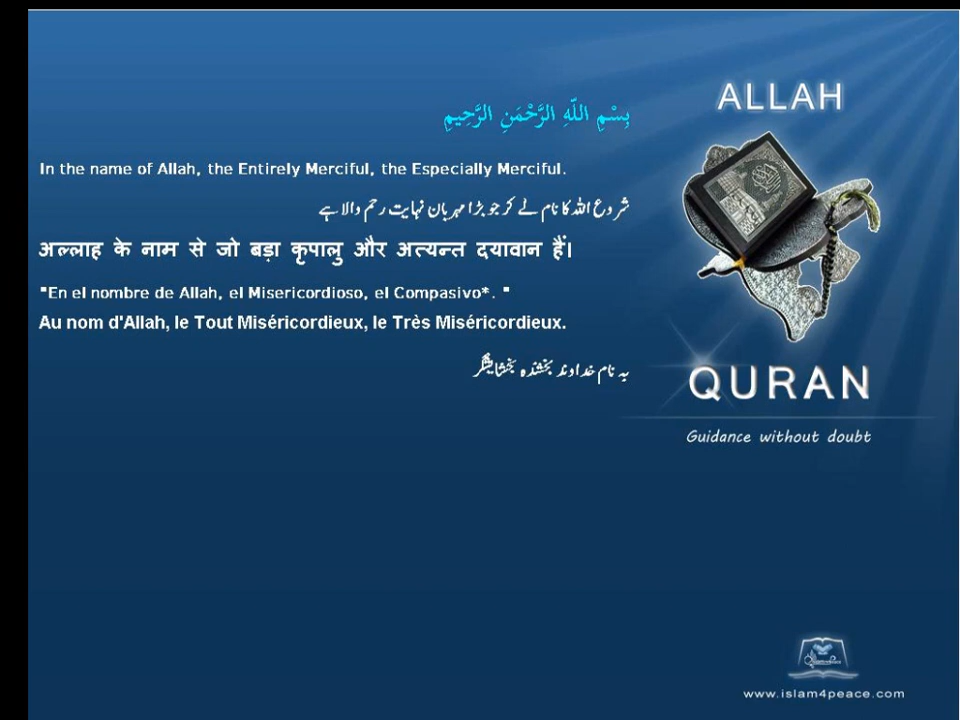 بِسْمِ اللَّهِ الرَّحْمَنِ الرَّحِيمِ
In the name of Allah, the Entirely Merciful, the Especially Merciful.
شروع اللہ کا نام لے کر جو بڑا مہربان نہایت رحم والا ہے
अल्लाह के नाम से जो बड़ा कृपालु और अत्यन्त दयावान हैं।
"En el nombre de Allah, el Misericordioso, el Compasivo*. "
Au nom d'Allah, le Tout Miséricordieux, le Très Miséricordieux.
به نام خداوند بخشنده بخشایشگر
ALLAH
QURAN
Guidance without doubt
www.islam4peace.com